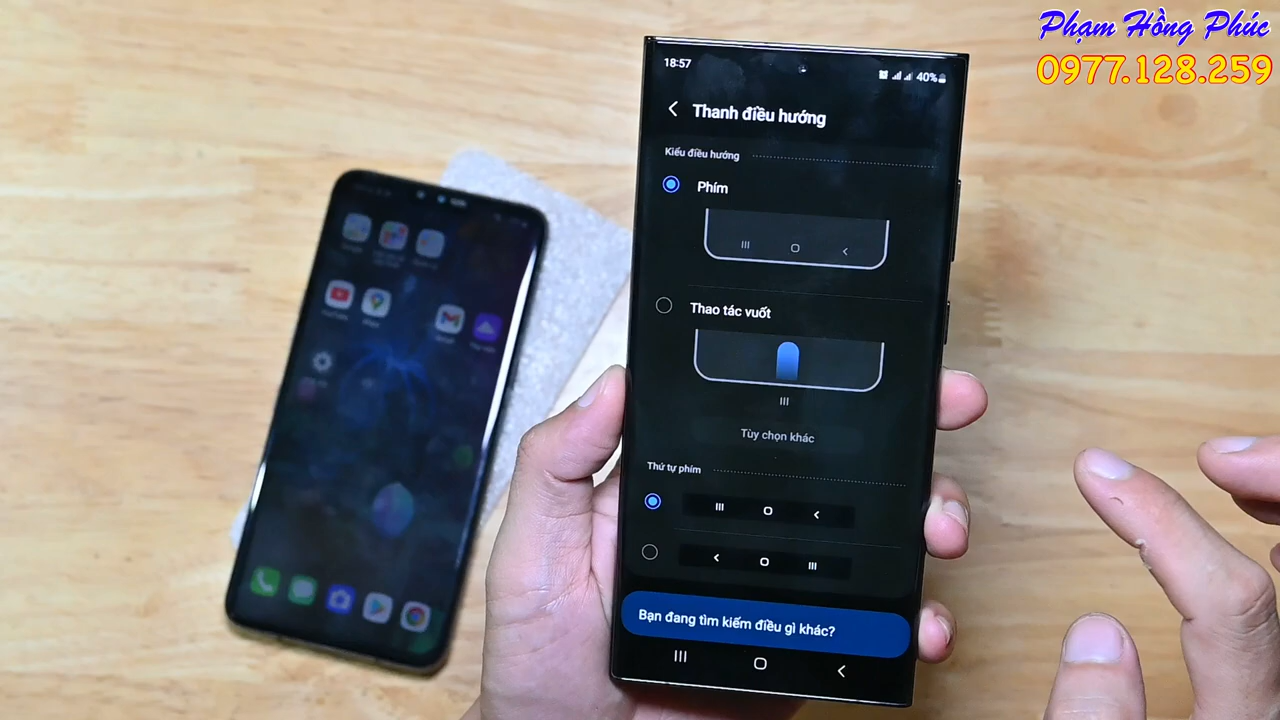 Phạm Hồng Phúc
0977.128.259
18:57
40%
Thanh điều hướng
Kiểu điều hướng
Phím
Thao tác vuốt
Tùy chọn khác
Thứ tự phím
Bạn đang tìm kiếm điều gì khác?